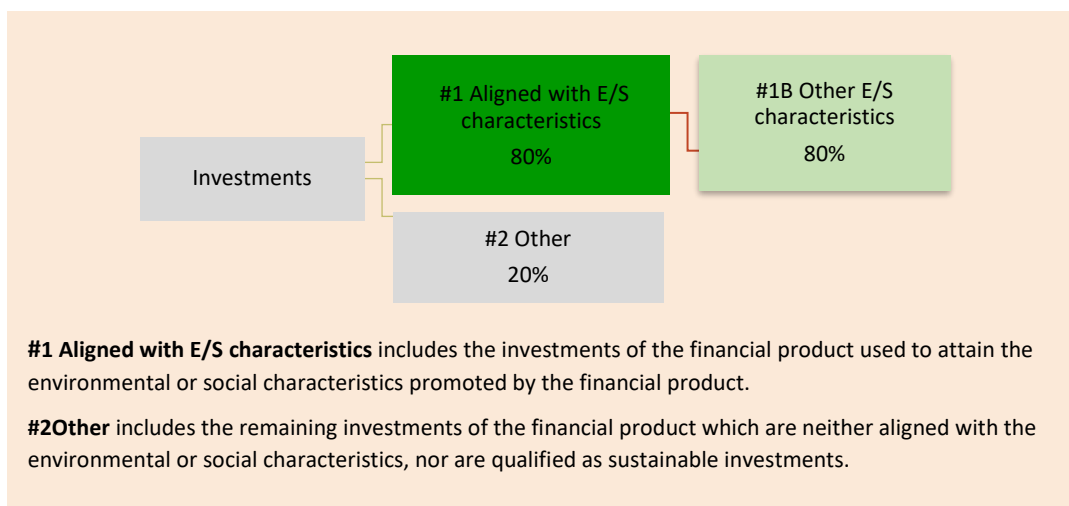 #1 Aligned with E/S
characteristics
80%
#1B Other E/S
characteristics
80%
Investments
#2 Other
20%
#1 Aligned with E/S characteristics includes the investments of the financial product used to attain the
environmental or social characteristics promoted by the financial product.
#2Other includes the remaining investments of the financial product which are neither aligned with the
environmental or social characteristics, nor are qualified as sustainable investments.